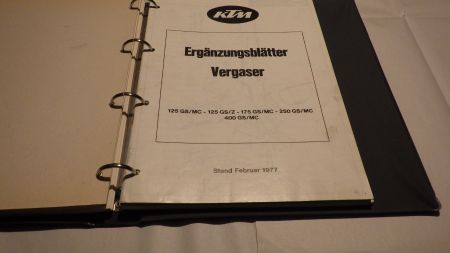 KTM
Ergänzungsblätter
Vergaser
125 GS/MC - 125 GS/Z - 175 GS/MC - 250 GS/MC
400 GS/MC
Stand Februar 1977